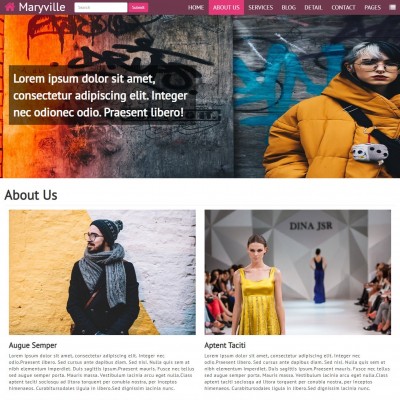 Maryville
Search
Submit
HOME
ABOUT US
SERVICES
BLOG
DETAIL
CONTACT
PAGES
Lorem ipsum dolor sit amet,
consectetur adipiscing elit. Integer
nec odionec odio. Praesent libero!
About Us
DINA JSR
Augue Semper
Lorem ipsum dolor sit amet, consectetur adipiscing elit. Integer nec
odio.Praesent libero. Sed cursus ante dapibus diam. Sed nisi. Nulla quis sem at
nibh elementum imperdiet. Duis sagittis ipsum.Praesent mauris. Fusce nec tellus
sed augue semper porta. Mauris massa. Vestibulum lacinia arcu eget nulla.Class
aptent taciti sociosqu ad litora torquent per conubia nostra, per inceptos
himenaeos. Curabitursodales ligula in libero.Sed dignissim lacinia nunc.
Aptent Taciti
Lorem ipsum dolor sit amet, consectetur adipiscing elit. Integer nec
odio.Praesent libero. Sed cursus ante dapibus diam. Sed nisi. Nulla quis sem at
nibh elementum imperdiet. Duis sagittis ipsum.Praesent mauris. Fusce nec tellus
sed augue semper porta. Mauris massa. Vestibulum lacinia arcu eget nulla.Class
aptent taciti sociosqu ad litora torquent per conubia nostra, per inceptos
himenaeos. Curabitursodales ligula in libero.Sed dignissim lacinia nunc.